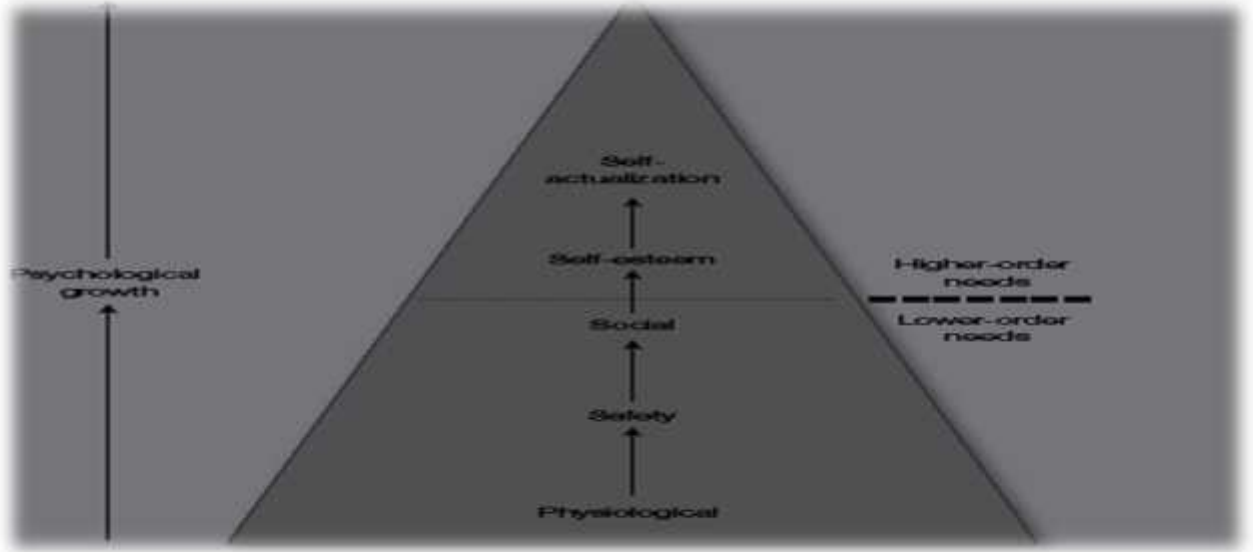 Self-
actualization
Self-esteem
Psychological
growth
Higher-order
needs
Social
Lower-order
needs
Safety
Physiological